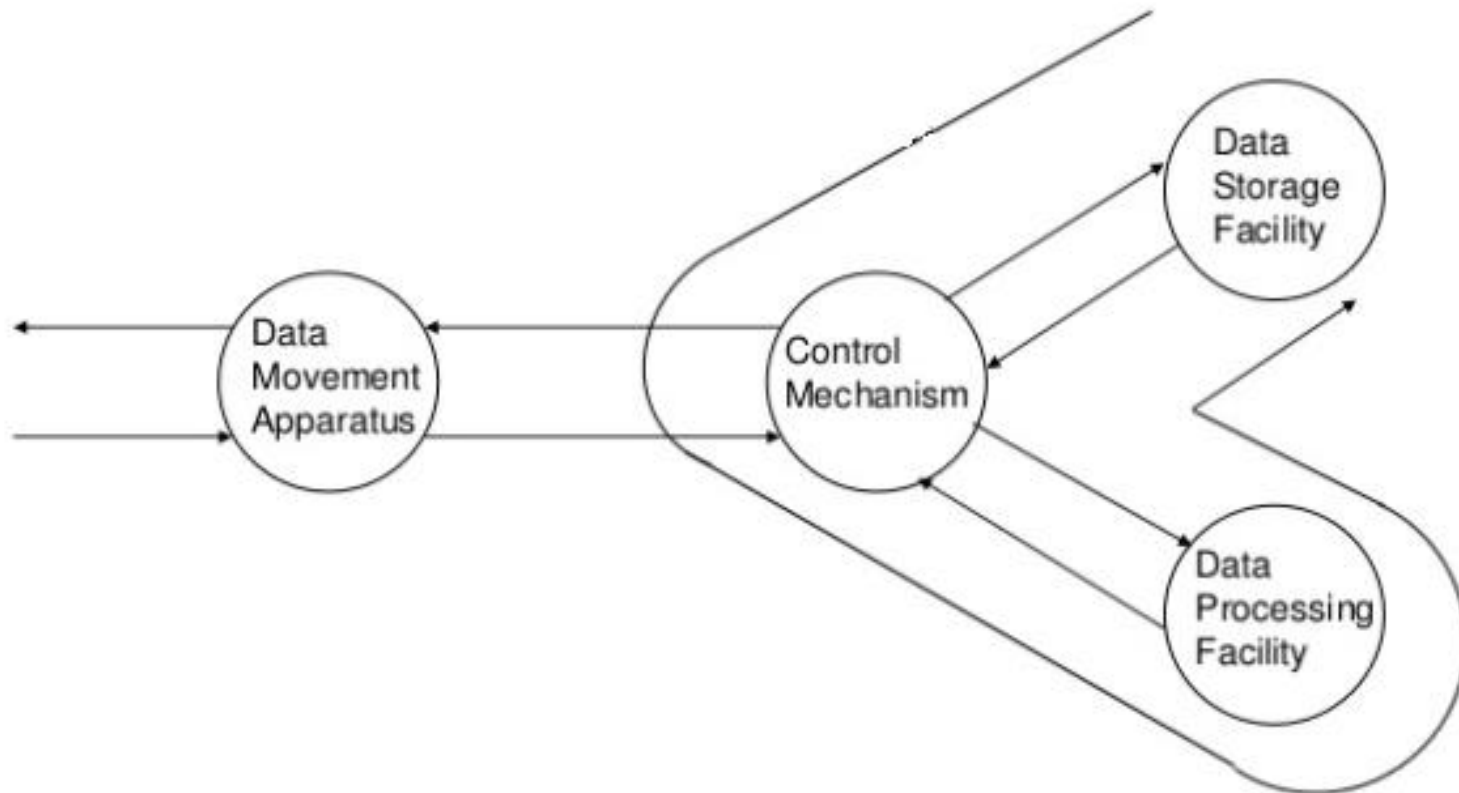 Data
Storage
Facility
Data
Movement
Apparatus
Control
Mechanism
Data
Processing
Facility